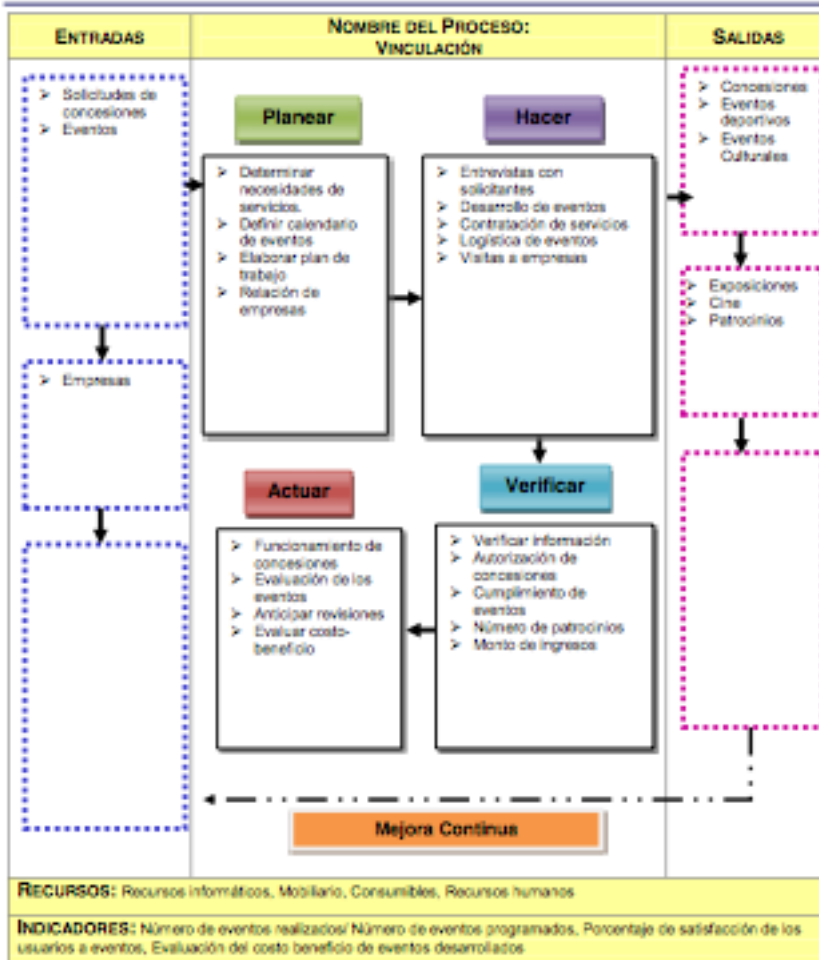 ENTRADAS
NOMBRE DEL PROCESO:
VINCULACIÓN
SALIDAS
➢ Solicitudes de
concesiones
➢ Eventos
➢ Empresas
Planear
➢ Determinar
necesidades de
servicios.
➢ Definir calendario
de eventos
➢ Elaborar plan de
trabajo
➢ Relación de
empresas
Hacer
➢ Entrevistas con
solicitantes
➢ Desarrollo de eventos
➢ Contratación de servicios
➢ Logística de eventos
➢ Visitas a empresas
Verificar
➢ Verificar información
➢ Autorización de
concesiones
➢ Cumplimiento de
eventos
➢ Número de patrocinios
➢ Monto de ingresos
Actuar
➢ Funcionamiento de
concesiones
➢ Evaluación de los
eventos
➢ Anticipar revisiones
➢ Evaluar costo-
beneficio
➢ Concesiones
➢ Eventos
deportivos
➢ Eventos
Culturales
➢ Exposiciones
➢ Cine
➢ Patrocinios
Mejora Continua
RECURSOS: Recursos informáticos, Mobiliario, Consumibles, Recursos humanos
INDICADORES: Número de eventos realizados/ Número de eventos programados, Porcentaje de satisfacción de los
usuarios a eventos, Evaluación del costo beneficio de eventos desarrollados